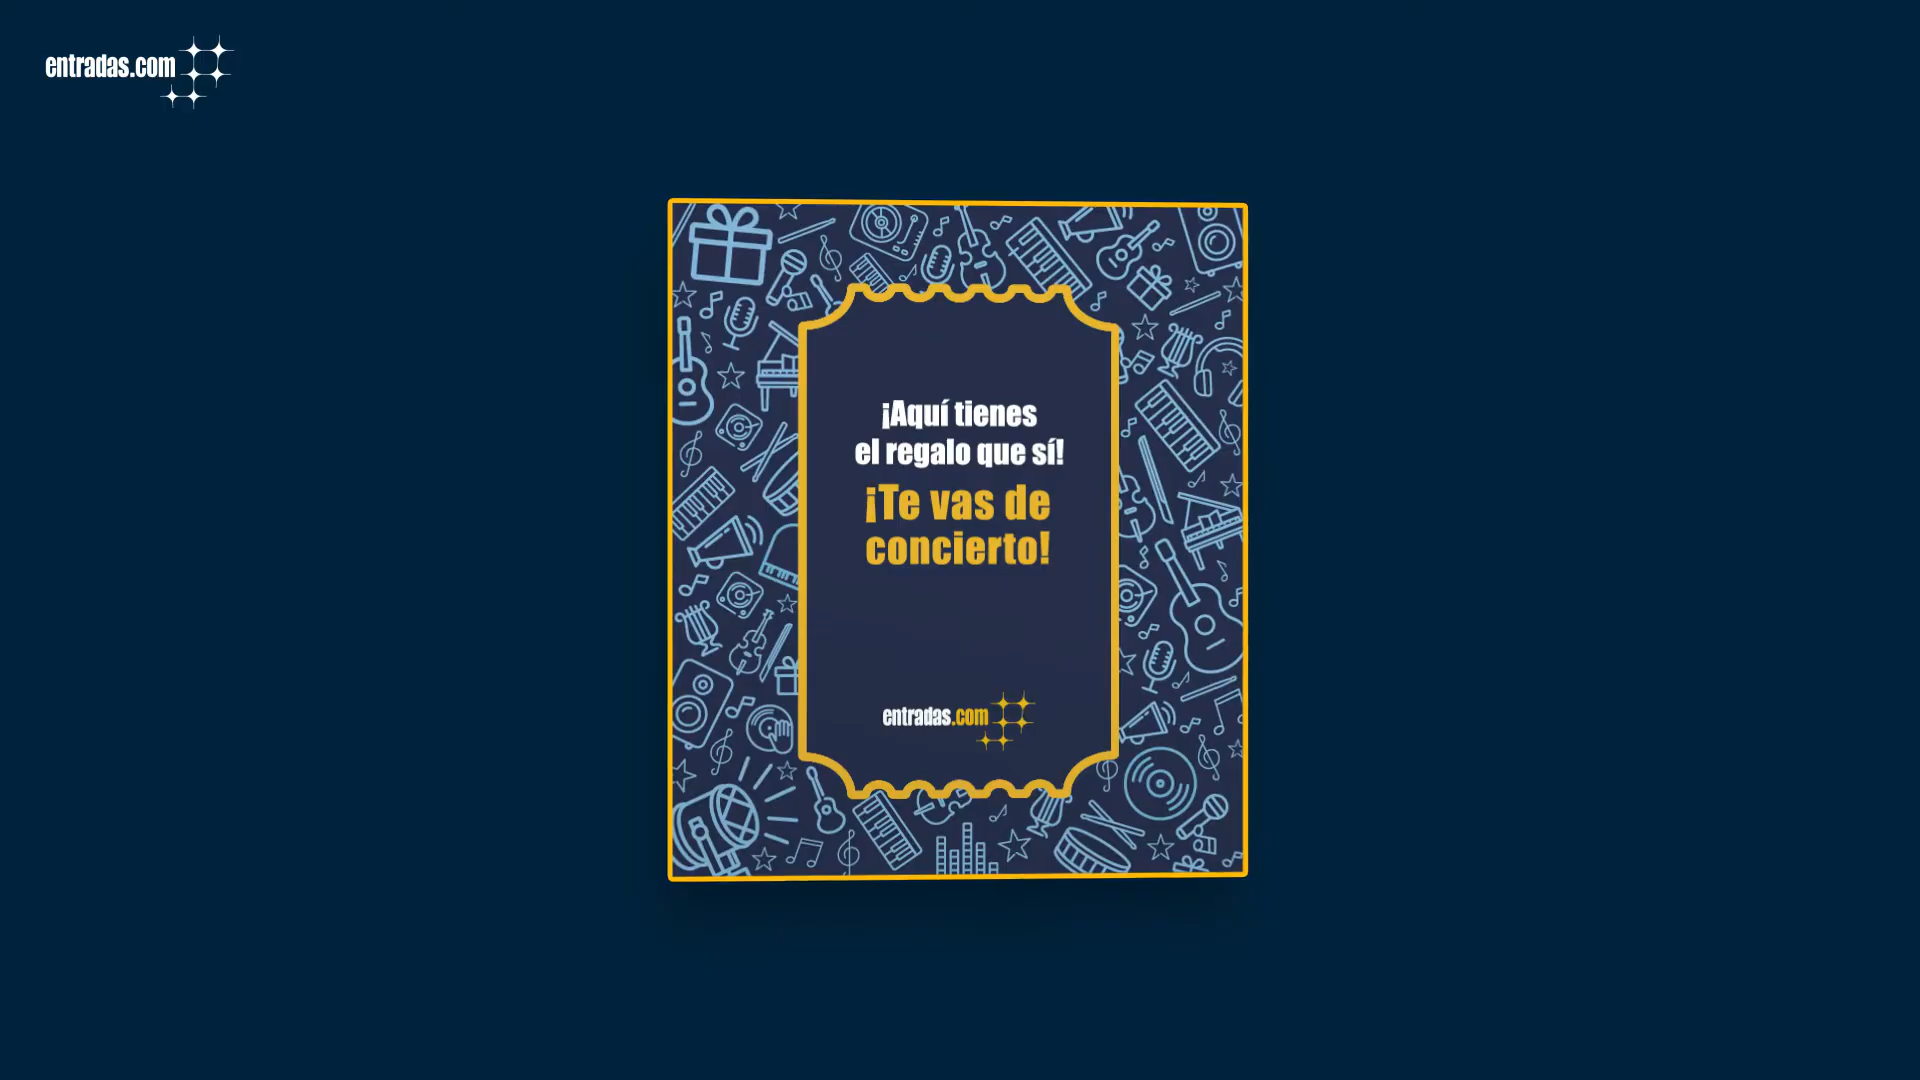 entradas.com
¡Aquí tienes
el regalo que sí!
¡Te vas de
concierto!
entradas.com